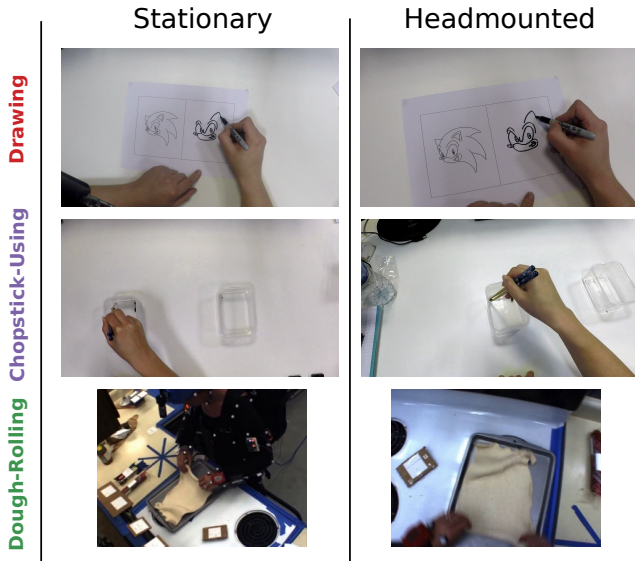 Stationary
Headmounted
Drawing
Chopstick-Using
Dough-Rolling